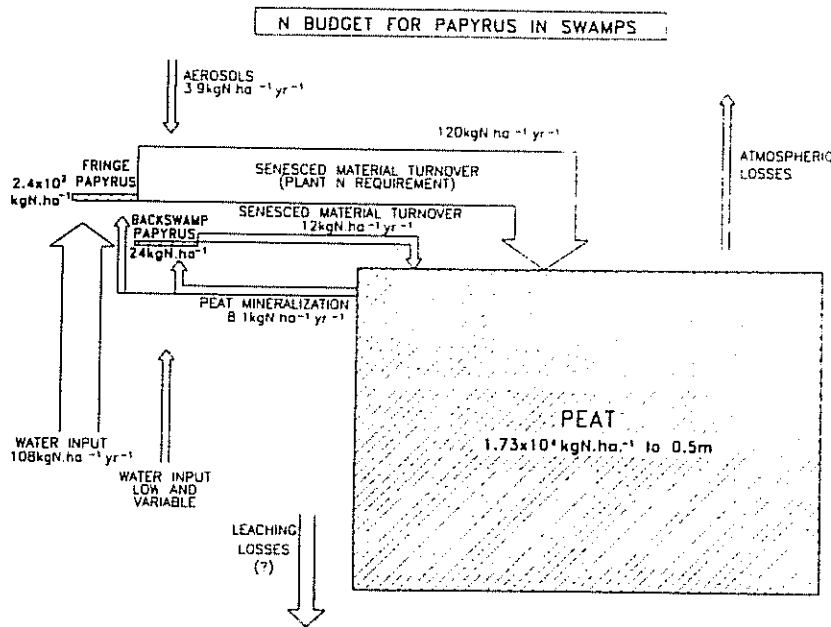 N BUDGET FOR PAPYRUS IN SWAMPS
AEROSOLS
3.9kgN.ha⁻¹yr⁻¹
120kgN ha⁻¹yr⁻¹
FRINGE
PAPYRUS
2.4x10²
kgN.ha⁻¹
SENESCED MATERIAL TURNOVER
(PLANT N REQUIREMENT)
ATMOSPHERIC
LOSSES
SENESCED MATERIAL TURNOVER
12kgN.ha⁻¹yr⁻¹
BACKSWAMP
PAPYRUS
24kgN.ha⁻¹
PEAT MINERALIZATION
8.1kgN ha⁻¹yr⁻¹
PEAT
1.73x10⁴kgN.ha.⁻¹ to 0.5m
WATER INPUT
108kgN.ha⁻¹yr⁻¹
WATER INPUT
LOW AND
VARIABLE
LEACHING
LOSSES
(?)